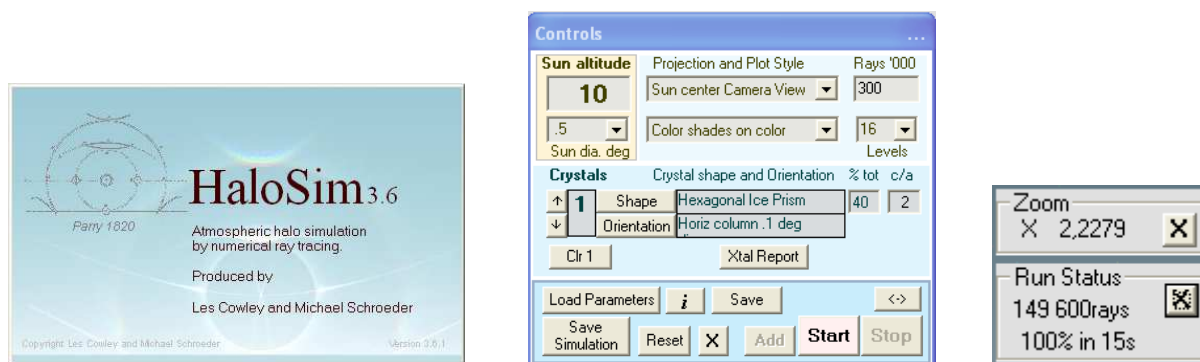 Parry 1820
HaloSim 3.6
Atmospheric halo simulation
by numerical ray tracing.
Produced by
Les Cowley and Michael Schroeder
Copyright Les Cowley and Michael Schroeder
Version 3.6.1
Controls ...
Sun altitude Projection and Plot Style Rays '000
10 Sun center Camera View 300
.5 Color shades on color 16
Sun dia. deg Levels
Crystals Crystal shape and Orientation % tot c/a
1 Shape Hexagonal Ice Prism 40 2
Orientation Horiz column .1 deg
Clr 1 Xtal Report
Load Parameters i Save <->
Save
Simulation Reset X Add Start Stop
Zoom
X 2,2279 X
Run Status
149 600rays
100% in 15s